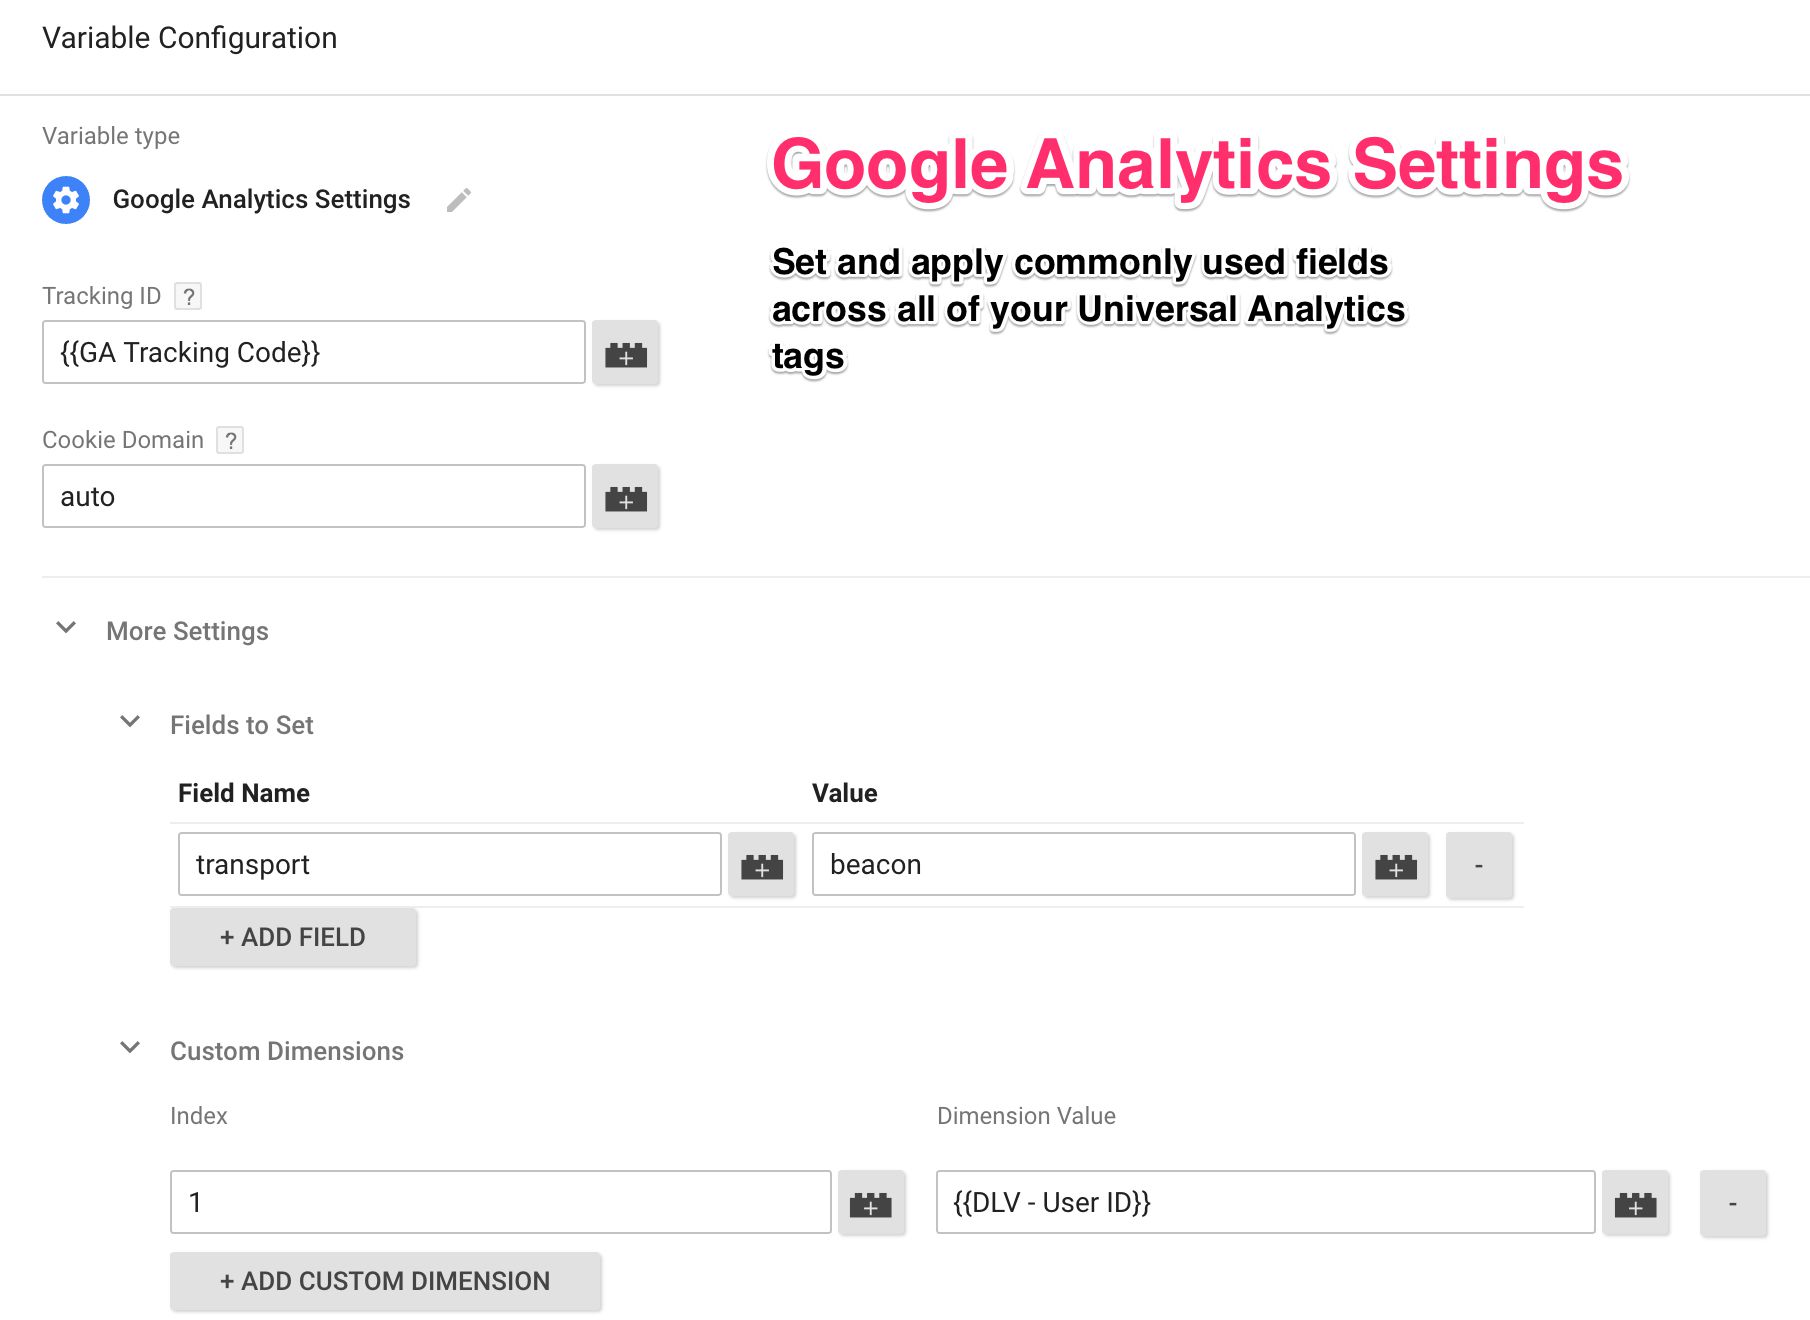 Variable Configuration
Variable type
Google Analytics Settings
Google Analytics Settings
Set and apply commonly used fields
across all of your Universal Analytics
tags
Tracking ID ?
{{GA Tracking Code}}
Cookie Domain ?
auto
More Settings
Fields to Set
Field Name Value
transport beacon -
+ ADD FIELD
Custom Dimensions
Index Dimension Value
1 {{DLV - User ID}} -
+ ADD CUSTOM DIMENSION